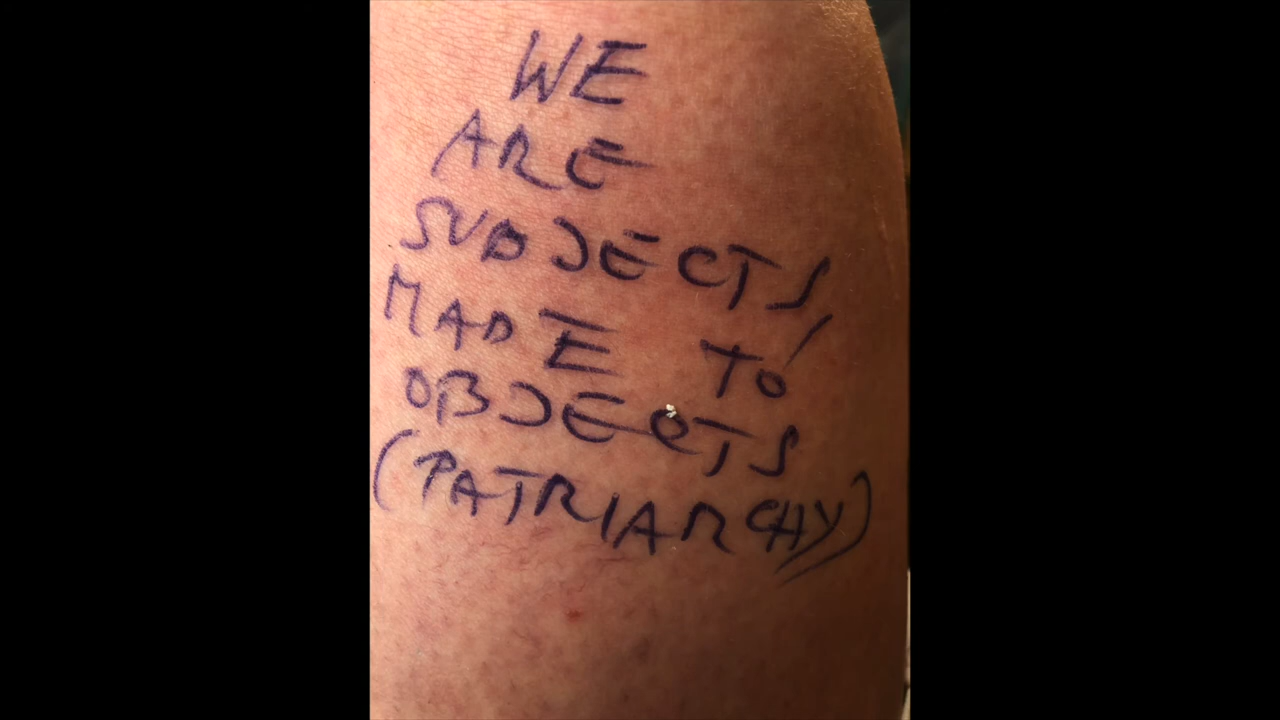 WE
ARE
SUBJECTS,
MADE TO
OBJECTS
(PATRIARCHY)